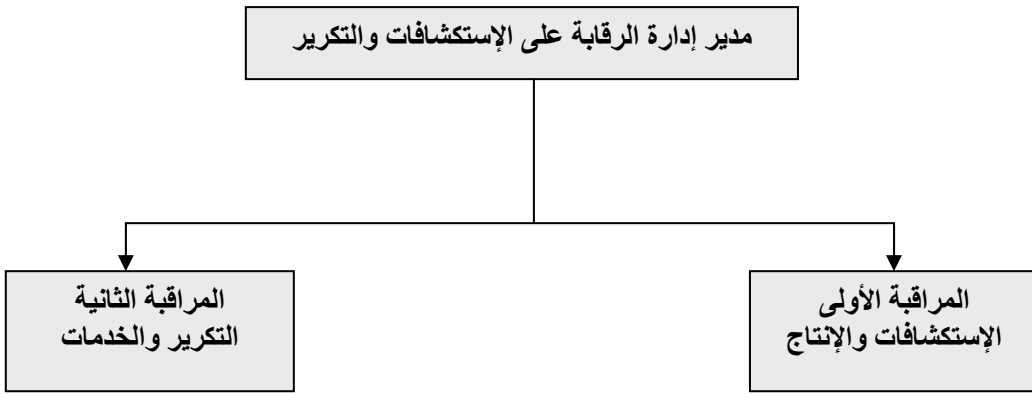 مدير إدارة الرقابة على الإستكشافات والتكرير
المراقبة الأولى
الإستكشافات والإنتاج
المراقبة الثانية
التكرير والخدمات